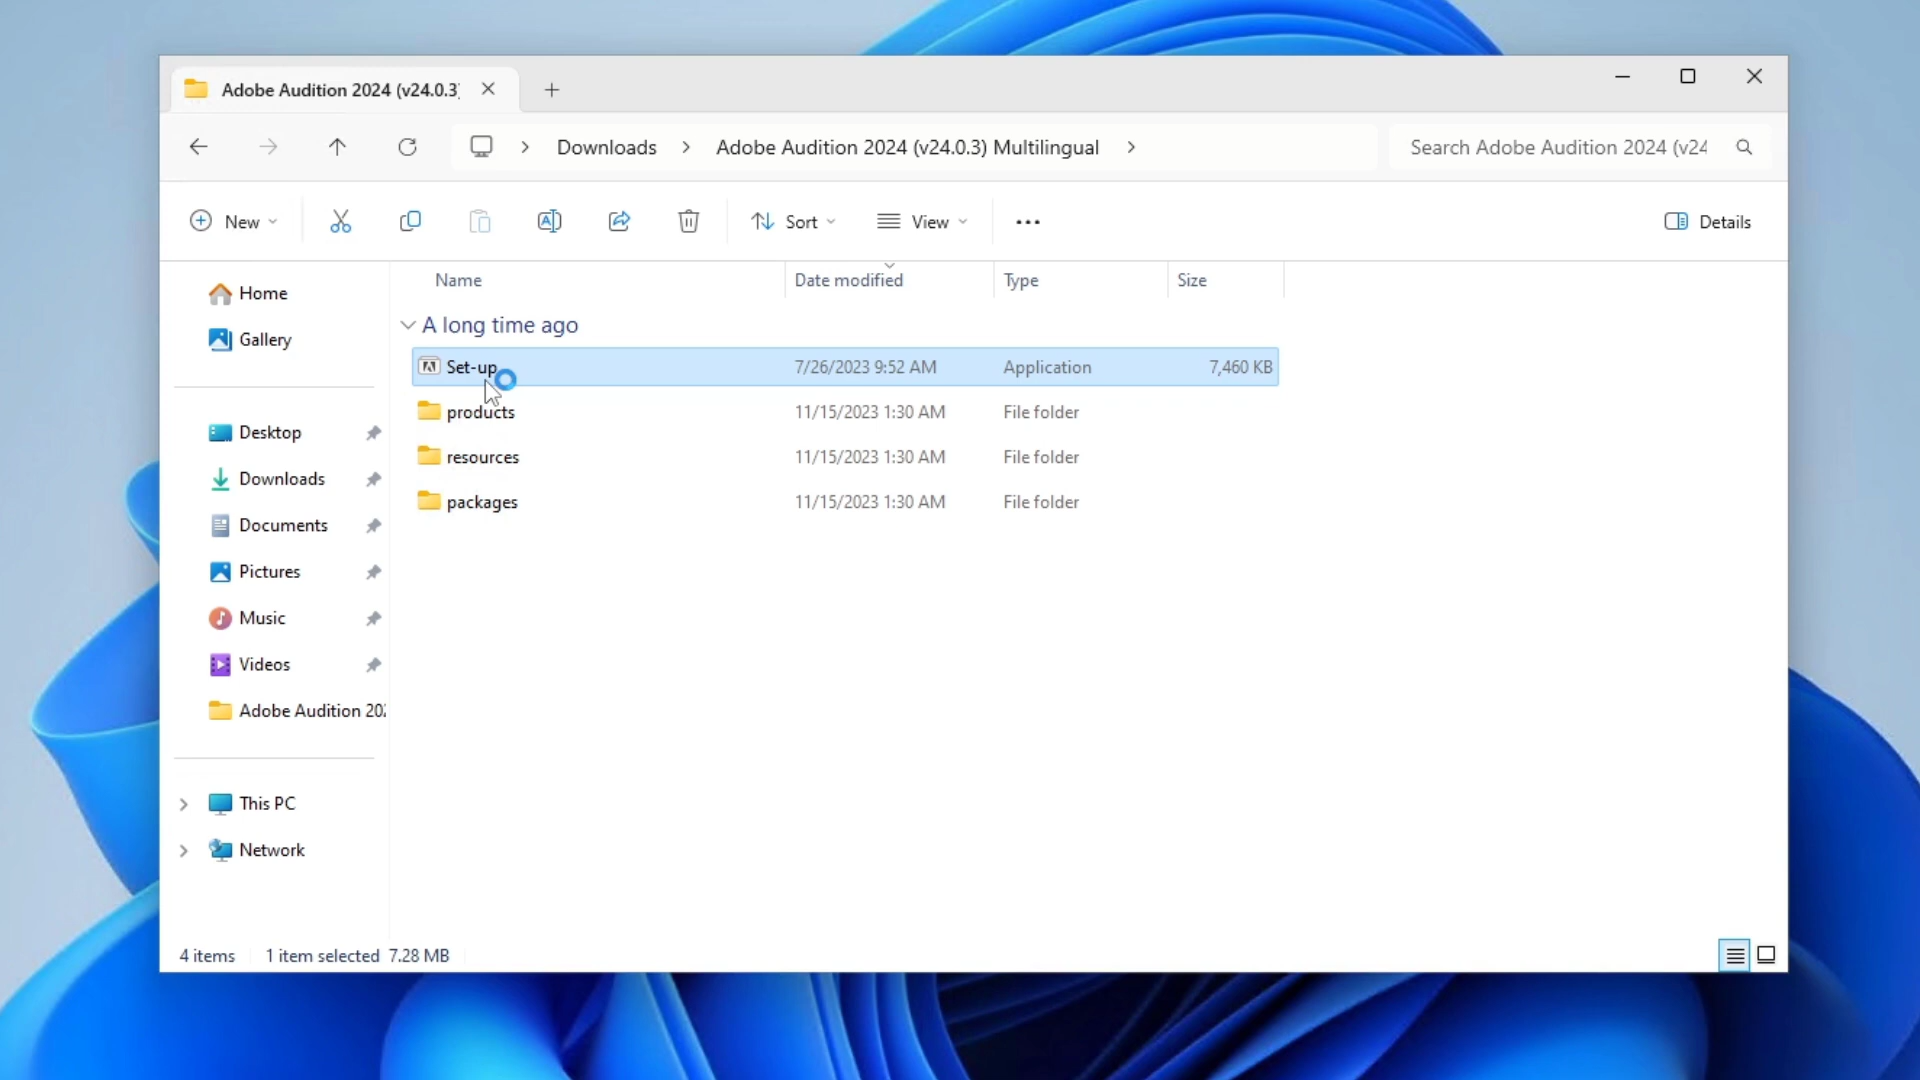 Adobe Audition 2024 (v24.0.3)
Downloads Adobe Audition 2024 (v24.0.3) Multilingual
Search Adobe Audition 2024 (v24
New
Sort
View
Details
Name Date modified Type Size
Home
Gallery
Desktop
Downloads
Documents
Pictures
Music
Videos
Adobe Audition 202
This PC
Network
A long time ago
Set-up 7/26/2023 9:52 AM Application 7,460 KB
products 11/15/2023 1:30 AM File folder
resources 11/15/2023 1:30 AM File folder
packages 11/15/2023 1:30 AM File folder
4 items 1 item selected 7.28 MB